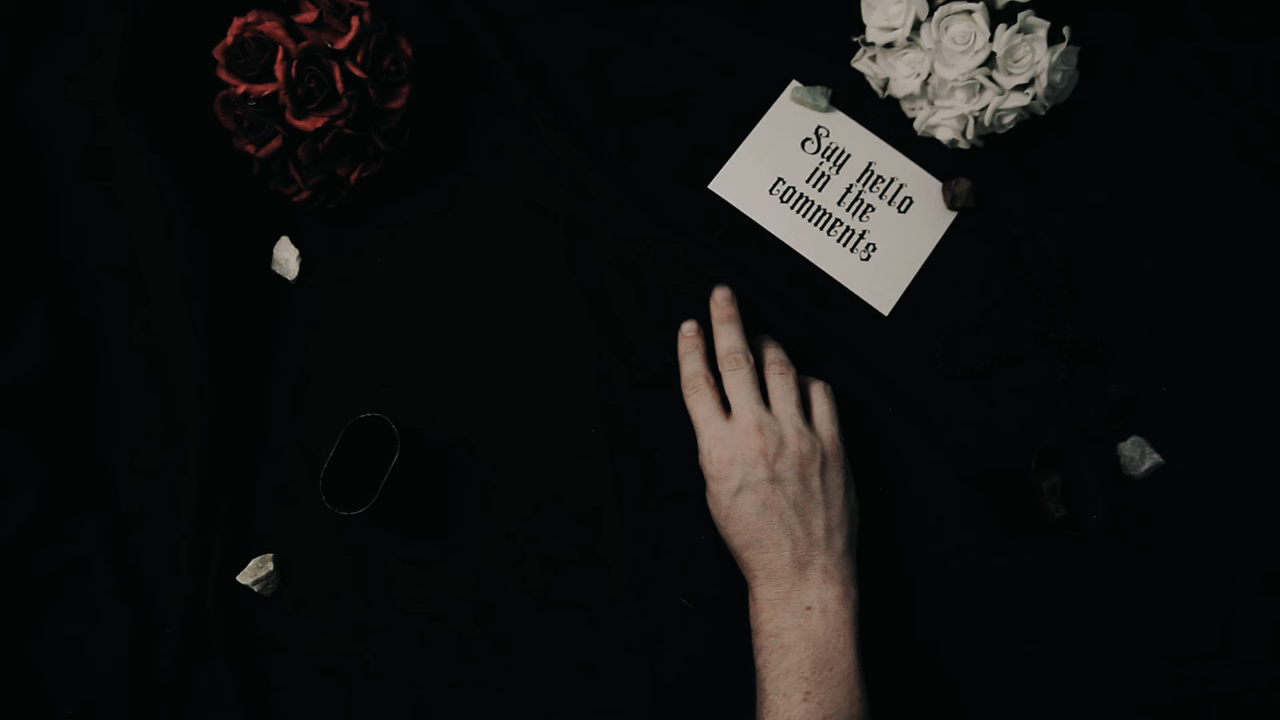 Say hello
in the
comments